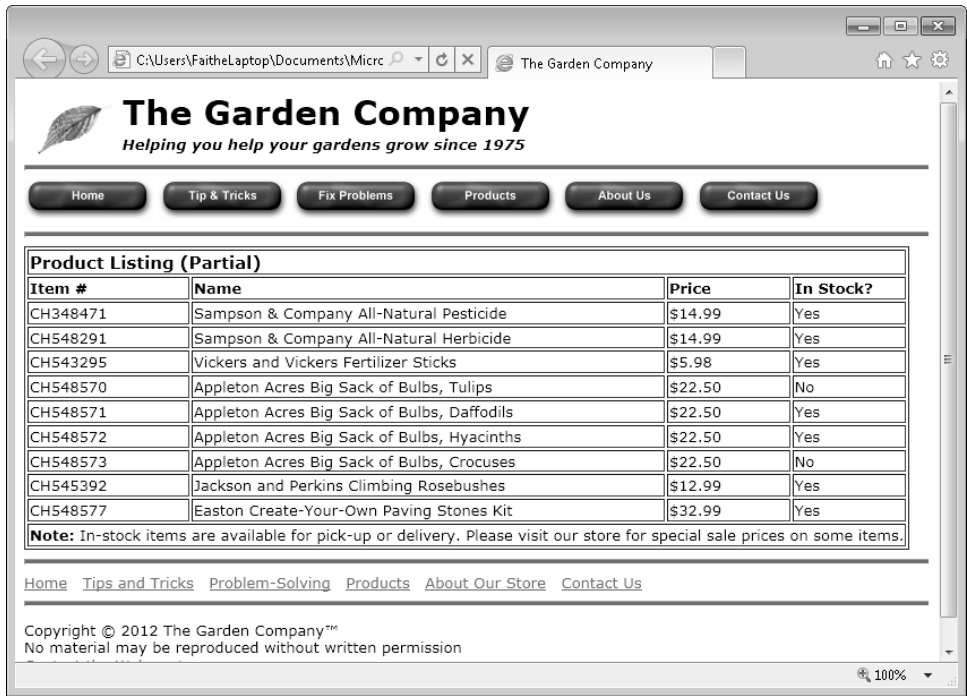 C:\Users\FaitheLaptop\Documents\Micrc
The Garden Company
The Garden Company
Helping you help your gardens grow since 1975
Home Tip & Tricks Fix Problems Products About Us Contact Us
Product Listing (Partial)
Item # Name Price In Stock?
CH348471 Sampson & Company All-Natural Pesticide $14.99 Yes
CH548291 Sampson & Company All-Natural Herbicide $14.99 Yes
CH543295 Vickers and Vickers Fertilizer Sticks $5.98 Yes
CH548570 Appleton Acres Big Sack of Bulbs, Tulips $22.50 No
CH548571 Appleton Acres Big Sack of Bulbs, Daffodils $22.50 Yes
CH548572 Appleton Acres Big Sack of Bulbs, Hyacinths $22.50 Yes
CH548573 Appleton Acres Big Sack of Bulbs, Crocuses $22.50 No
CH545392 Jackson and Perkins Climbing Rosebushes $12.99 Yes
CH548577 Easton Create-Your-Own Paving Stones Kit $32.99 Yes
Note: In-stock items are available for pick-up or delivery. Please visit our store for special sale prices on some items.
Home Tips and Tricks Problem-Solving Products About Our Store Contact Us
Copyright © 2012 The Garden Company™
No material may be reproduced without written permission
100%